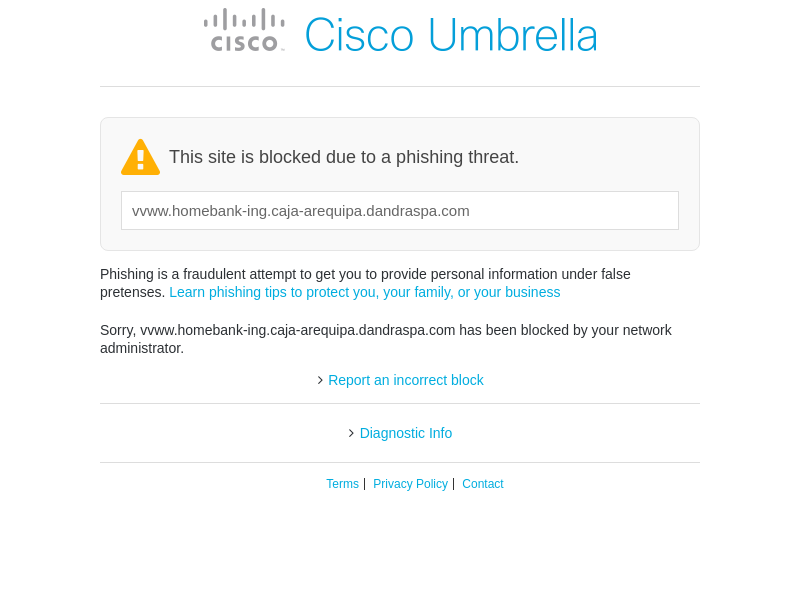 CISCO Cisco Umbrella
This site is blocked due to a phishing threat.
vvww.homebank-ing.caja-arequipa.dandraspa.com
Phishing is a fraudulent attempt to get you to provide personal information under false
pretenses. Learn phishing tips to protect you, your family, or your business
Sorry, vvww.homebank-ing.caja-arequipa.dandraspa.com has been blocked by your network
administrator.
> Report an incorrect block
> Diagnostic Info
Terms | Privacy Policy | Contact